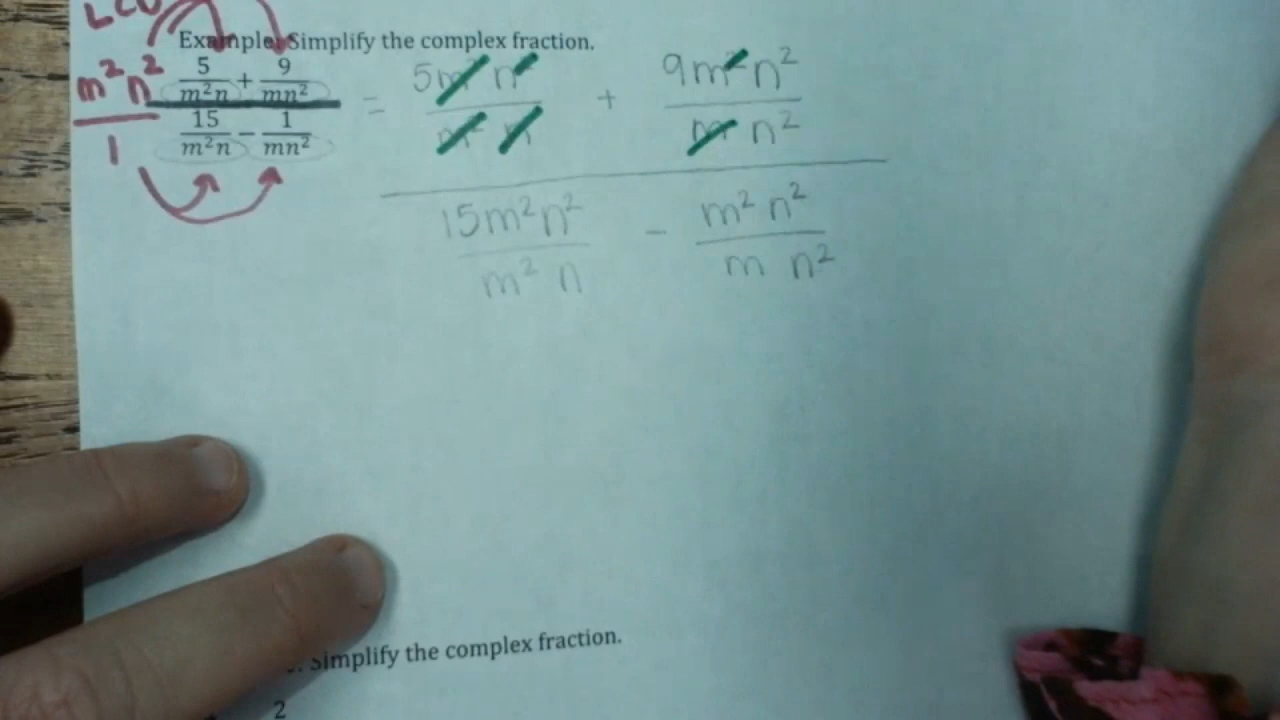 LCD
Example: Simplify the complex fraction.
m²n² / 1
5/m²n + 9/mn²
15/m²n − 1/mn²
= 5m²n²/m²n + 9m²n²/mn²
15m²n²/m²n − m²n²/mn²
Simplify the complex fraction.
2